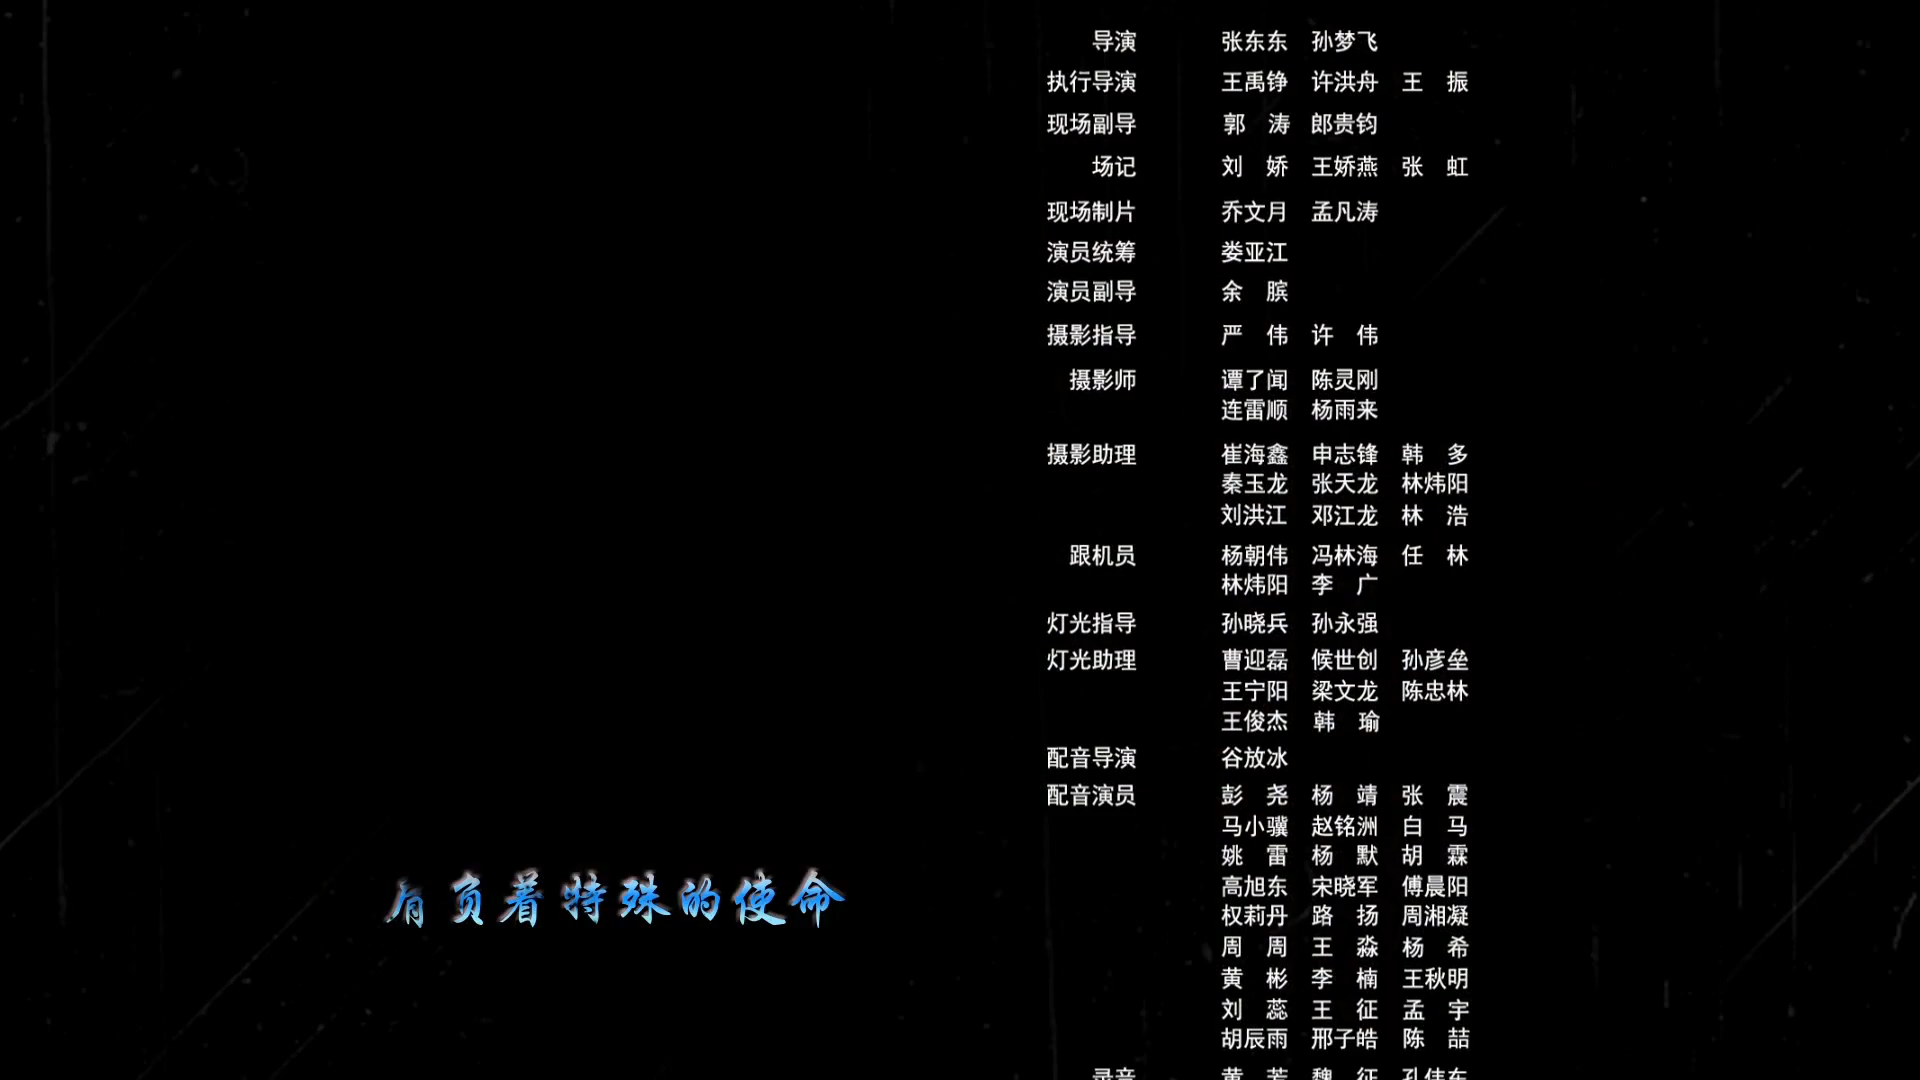 导演 张东东 孙梦飞
执行导演 王禹铮 许洪舟 王 振
现场副导 郭 涛 郎贵钧
场记 刘 娇 王娇燕 张 虹
现场制片 乔文月 孟凡涛
演员统筹 娄亚江
演员副导 余 膑
摄影指导 严 伟 许 伟
摄影师 谭了闻 陈灵刚
连雷顺 杨雨来
摄影助理 崔海鑫 申志锋 韩 多
秦玉龙 张天龙 林炜阳
刘洪江 邓江龙 林 浩
跟机员 杨朝伟 冯林海 任 林
林炜阳 李 广
灯光指导 孙晓兵 孙永强
灯光助理 曹迎磊 候世创 孙彦垒
王宁阳 梁文龙 陈忠林
王俊杰 韩 瑜
配音导演 谷放冰
配音演员 彭 尧 杨 靖 张 震
马小骥 赵铭洲 白 马
姚 雷 杨 默 胡 霖
高旭东 宋晓军 傅晨阳
权莉丹 路 扬 周湘凝
周 周 王 淼 杨 希
黄 彬 李 楠 王秋明
刘 蕊 王 征 孟 宇
胡辰雨 邢子皓 陈 喆
录音 黄 芳 魏 征 孔伟东
肩负着特殊的使命